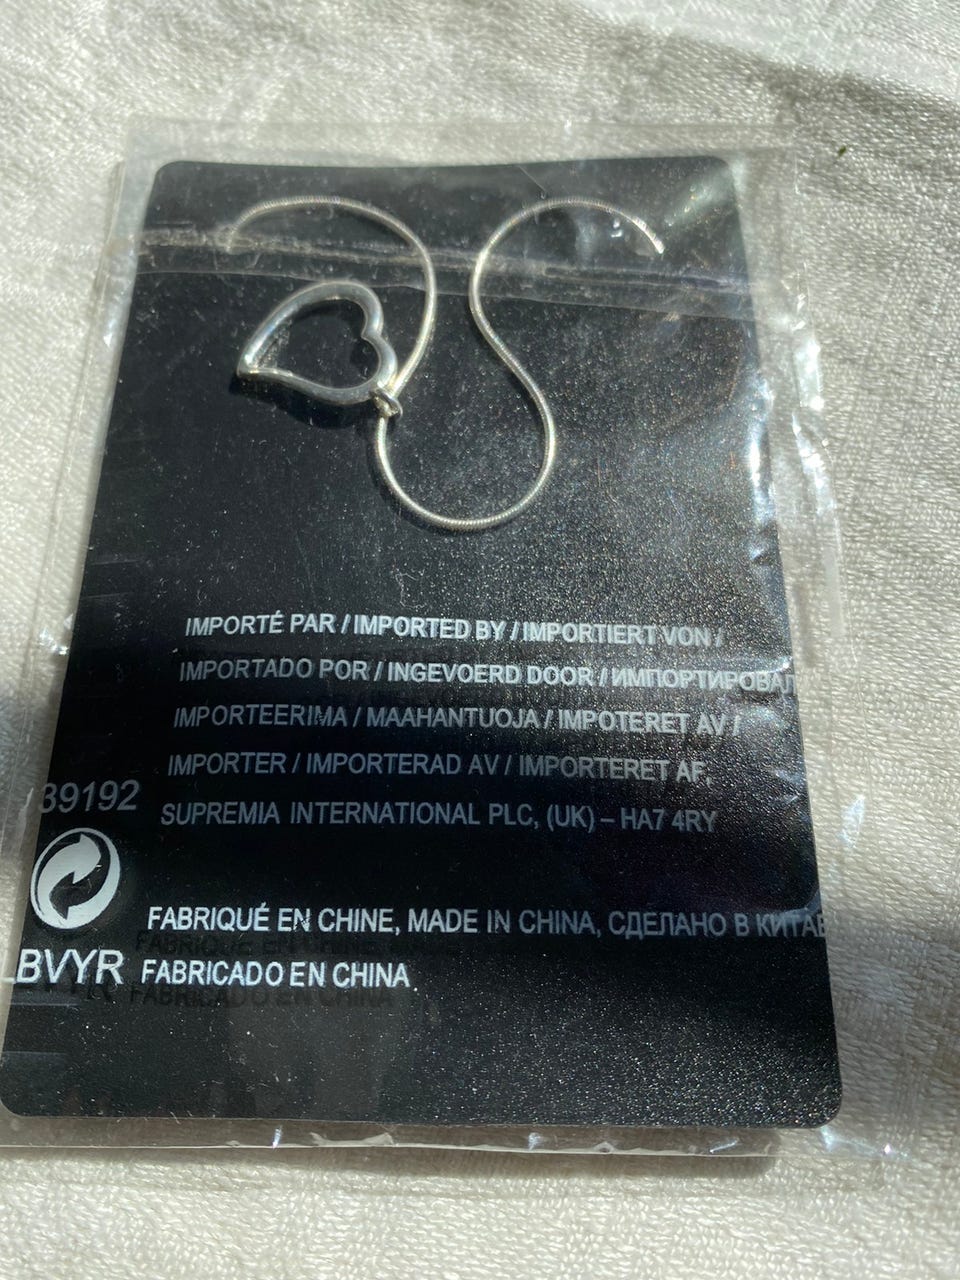 IMPORTÉ PAR / IMPORTED BY / IMPORTIERT VON /
IMPORTADO POR / INGEVOERD DOOR / ИМПОРТИРОВАЛ
IMPORTEERIMA / MAAHANTUOJA / IMPOTERET AV /
IMPORTER / IMPORTERAD AV / IMPORTERET AF
39192
SUPREMIA INTERNATIONAL PLC, (UK) – HA7 4RY
FABRIQUÉ EN CHINE, MADE IN CHINA, СДЕЛАНО В КИТАЕ
BVYR
FABRICADO EN CHINA